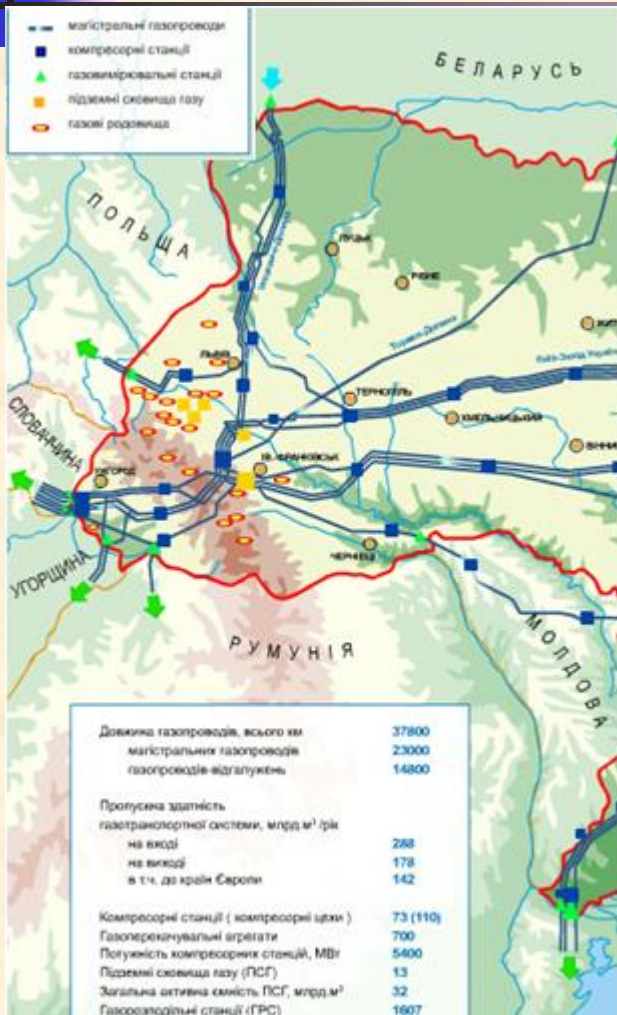 магістральні газопроводи
компресорні станції
газовимірювальні станції
підземні сховища газу
газові родовища
БЕЛАРУСЬ
ПОЛЬЩА
ЛУЦЬК
РІВНЕ
Торжок-Долина
ЛЬВІВ
ТЕРНОПІЛЬ
ХМЕЛЬНИЦЬКИЙ
СЛОВАЧЧИНА
УЖГОРОД
ІВ.-ФРАНКІВСЬК
ЧЕРНІВЦІ
УГОРЩИНА
РУМУНІЯ
МОЛДОВА
Довжина газопроводів, всього км 37800
магістральних газопроводів 23000
газопроводів-відгалужень 14800
Пропускна здатність
газотранспортної системи, млрд.м³ /рік
на вході 288
на виході 178
в т.ч. до країн Європи 142
Компресорні станції ( компресорні цехи ) 73 (110)
Газоперекачувальні агрегати 700
Потужність компресорних станцій, МВт 5400
Підземні сховища газу (ПСГ) 13
Загальна активна ємність ПСГ, млрд.м³ 32
Газорозподільні станції (ГРС) 1607